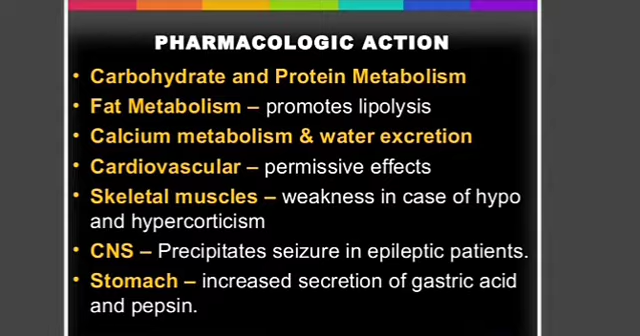 PHARMACOLOGIC ACTION
• Carbohydrate and Protein Metabolism
• Fat Metabolism – promotes lipolysis
• Calcium metabolism & water excretion
• Cardiovascular – permissive effects
• Skeletal muscles – weakness in case of hypo
and hypercorticism
• CNS – Precipitates seizure in epileptic patients.
• Stomach – increased secretion of gastric acid
and pepsin.